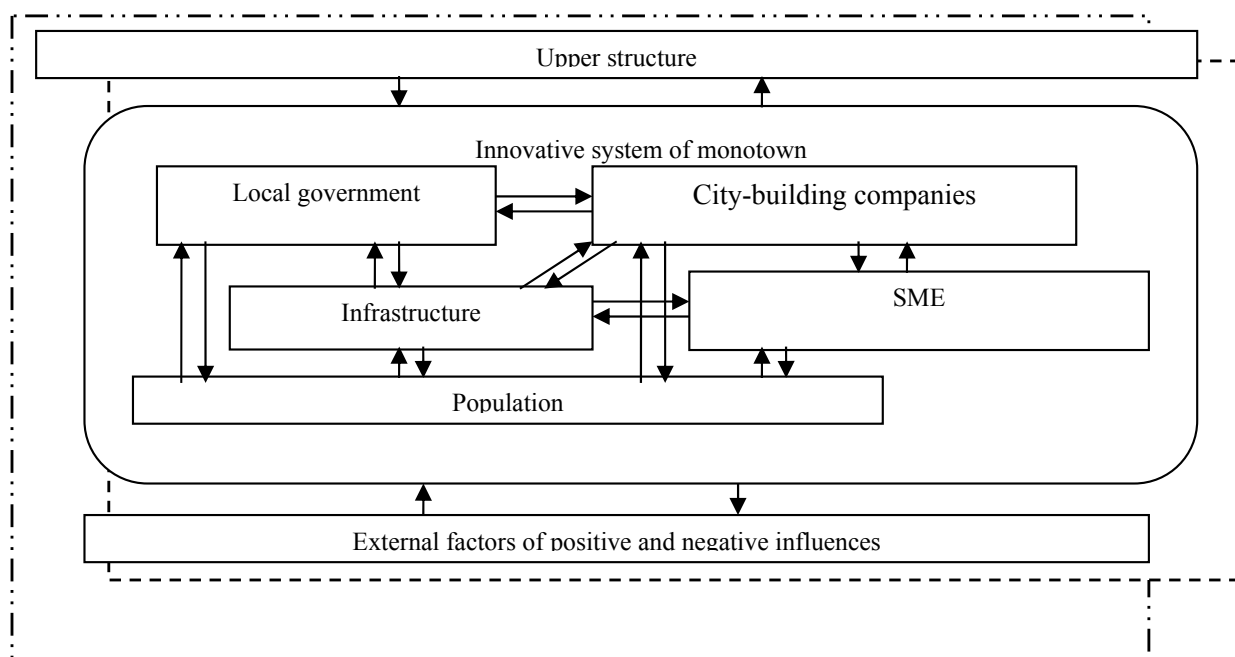 Upper structure
Innovative system of monotown
Local government
City-building companies
Infrastructure
SME
Population
External factors of positive and negative influences